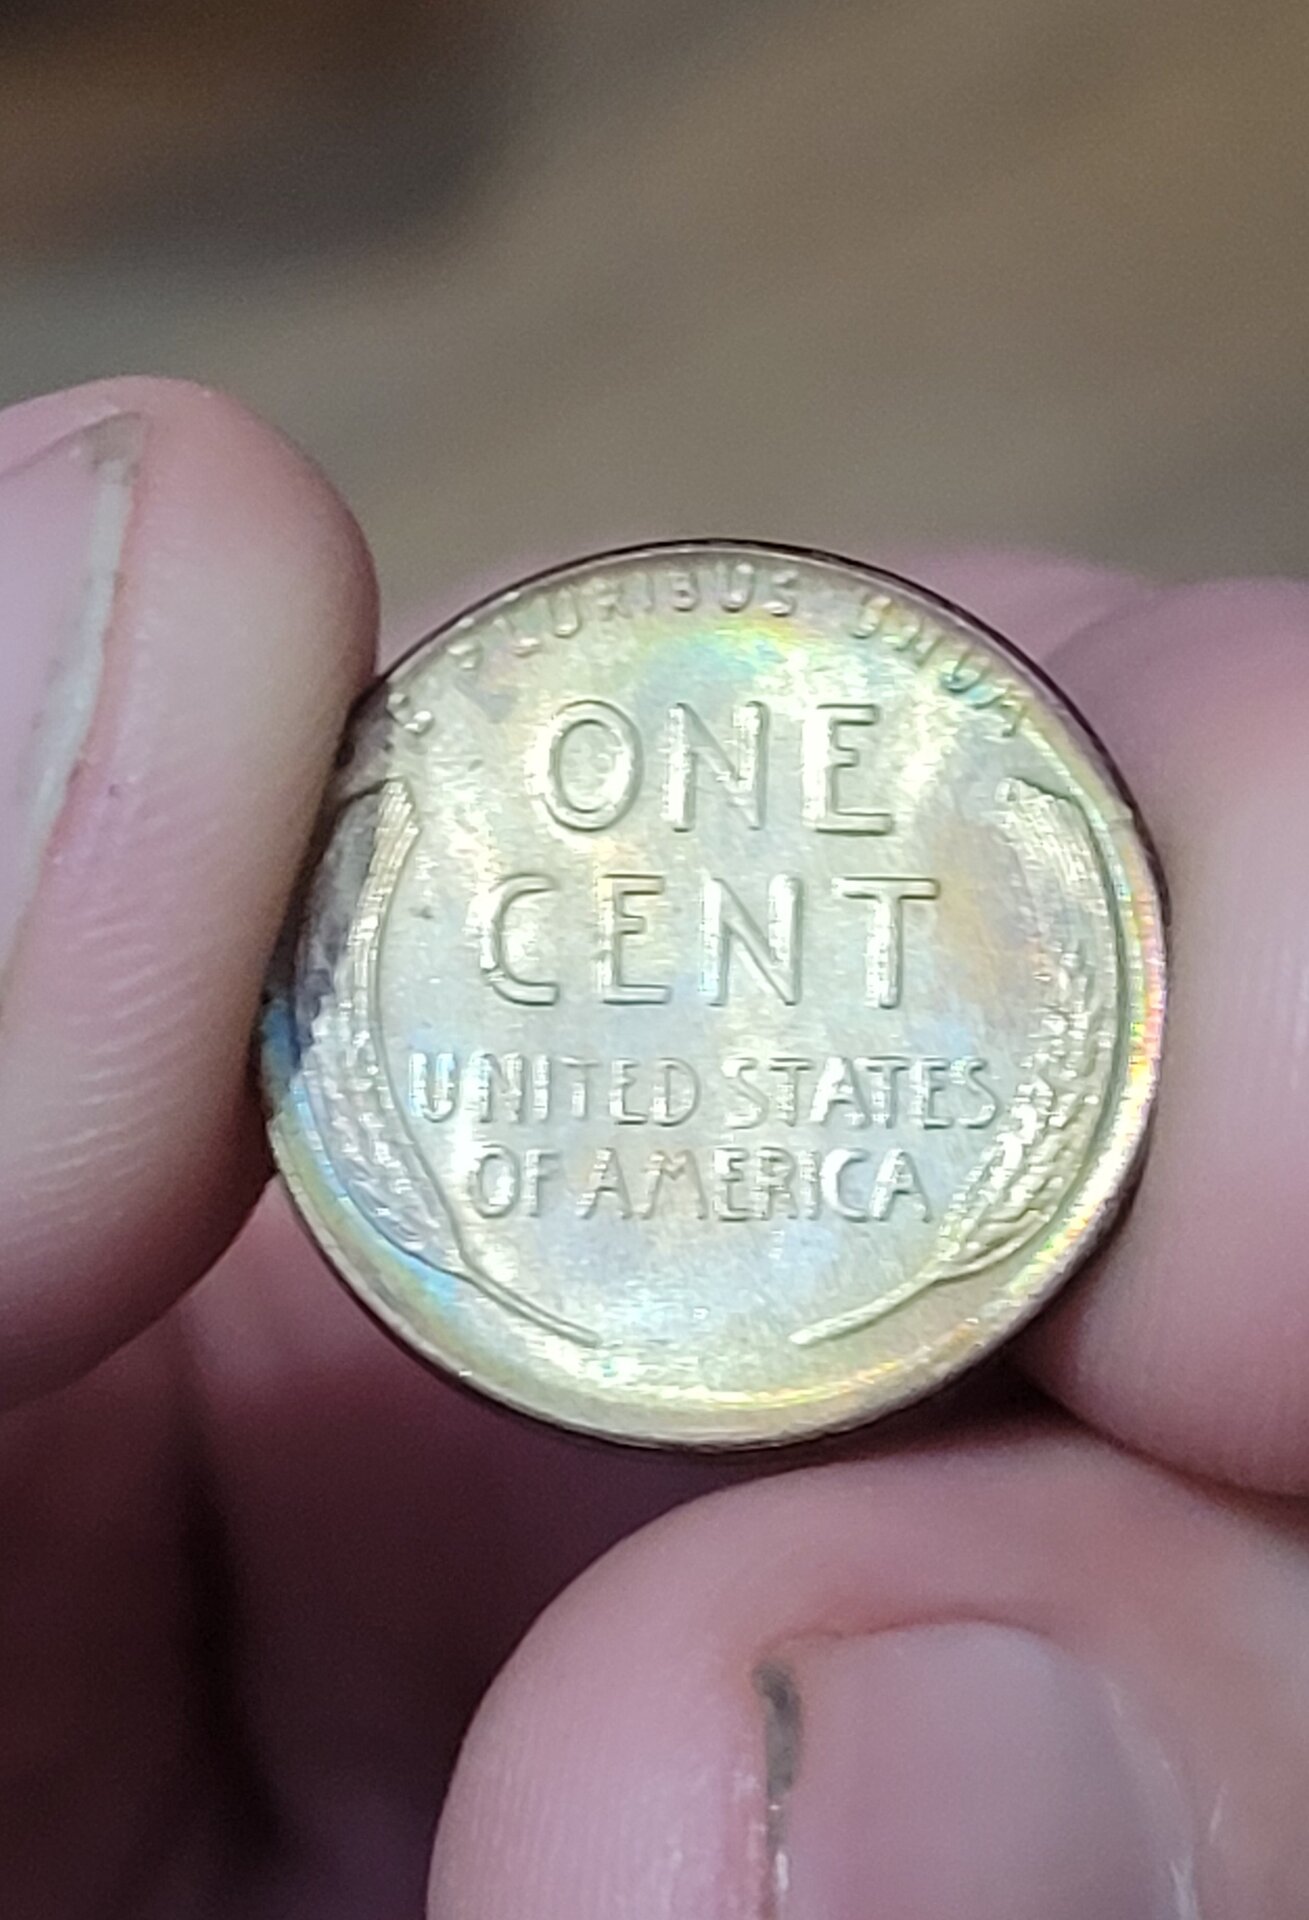 E PLURIBUS UNUM
ONE
CENT
UNITED STATES
OF AMERICA